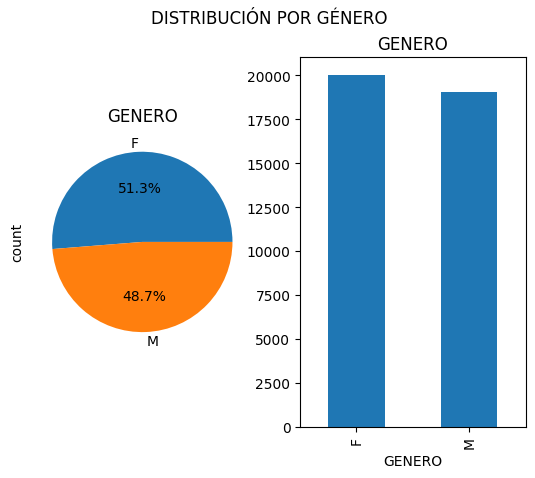 DISTRIBUCIÓN POR GÉNERO
GENERO
F
51.3%
48.7%
M
count
GENERO
20000
17500
15000
12500
10000
7500
5000
2500
0
F
M
GENERO